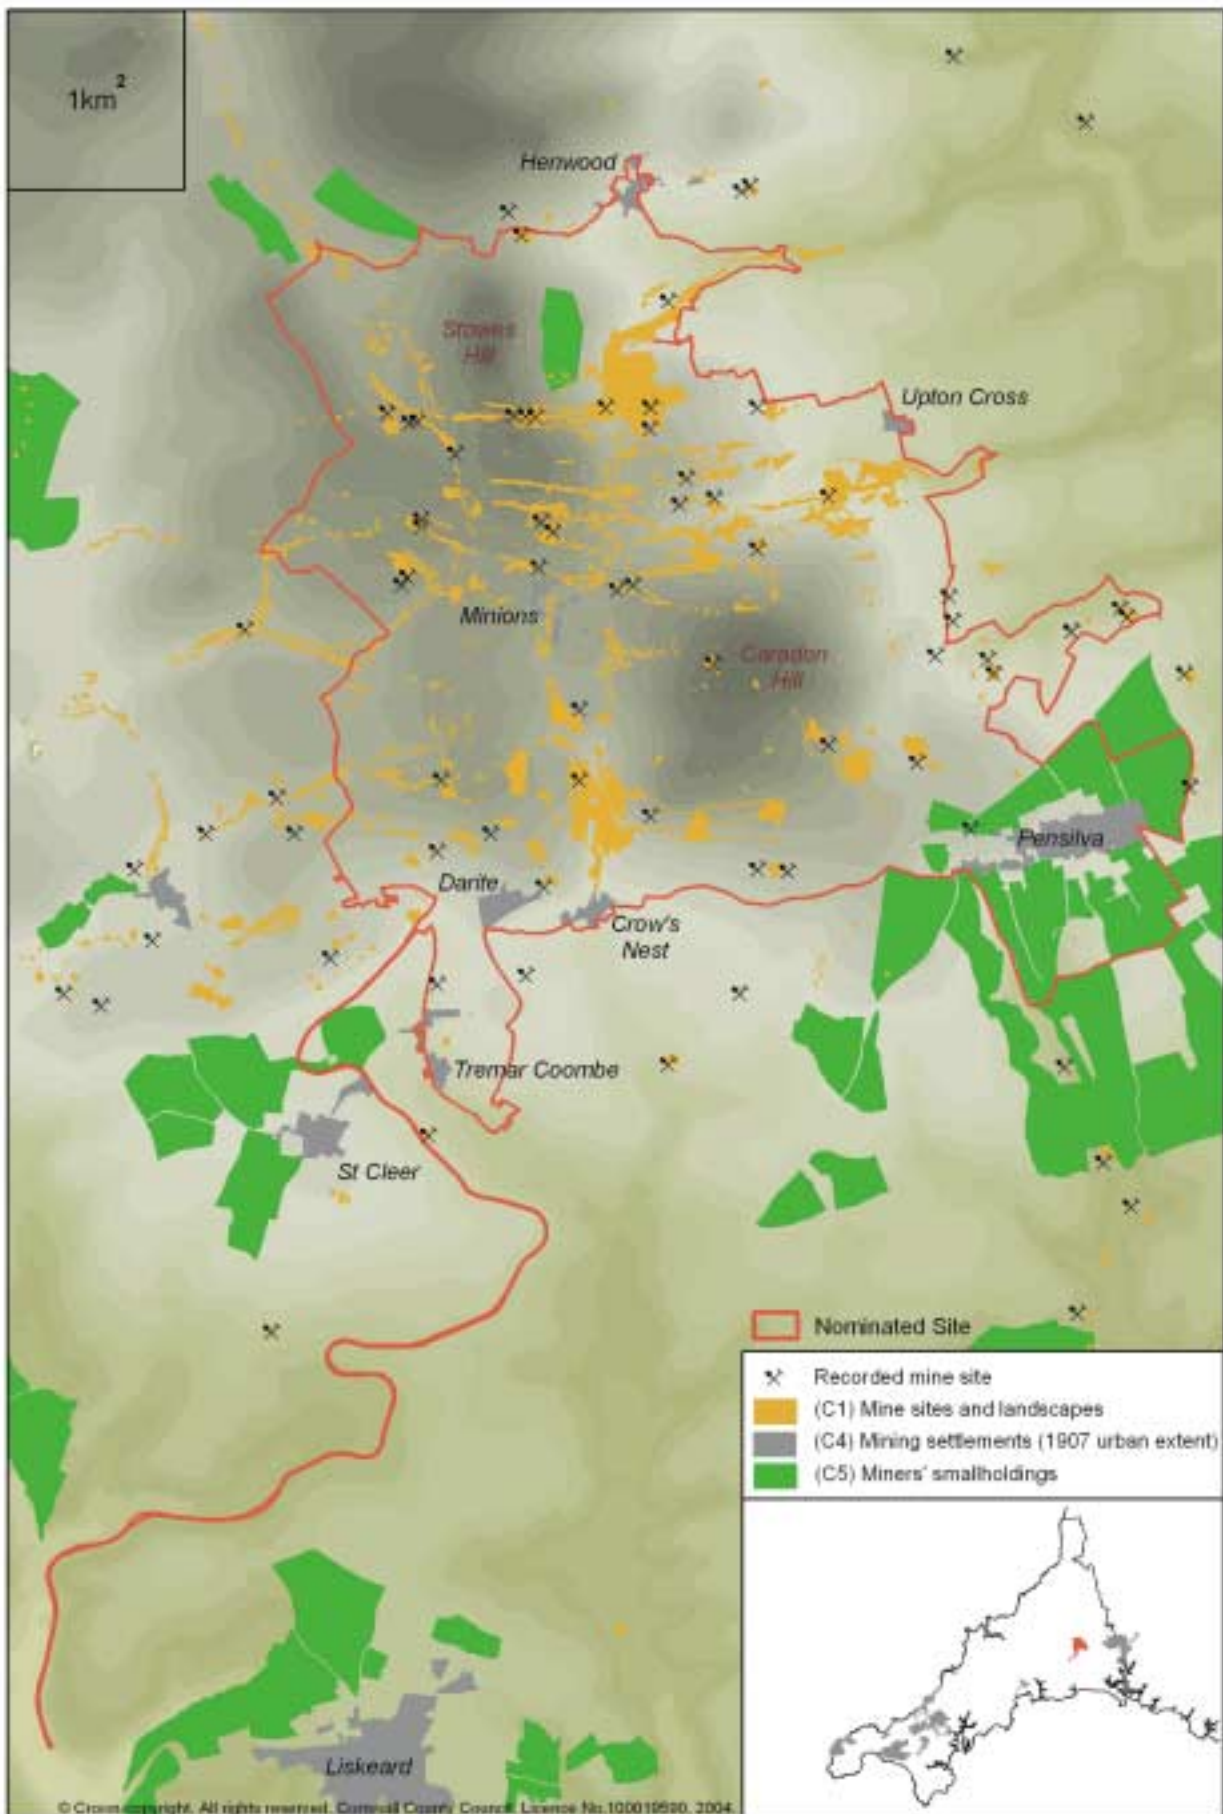 1km²
Henwood
Stowes
Hill
Upton Cross
Minions
Caradon
Hill
Pensilva
Darite
Crow's
Nest
Tremar Coombe
St Cleer
Nominated Site
Recorded mine site
(C1) Mine sites and landscapes
(C4) Mining settlements (1907 urban extent)
(C5) Miners' smallholdings
Liskeard
© Crown copyright. All rights reserved. Cornwall County Council. Licence No.100019590. 2004.